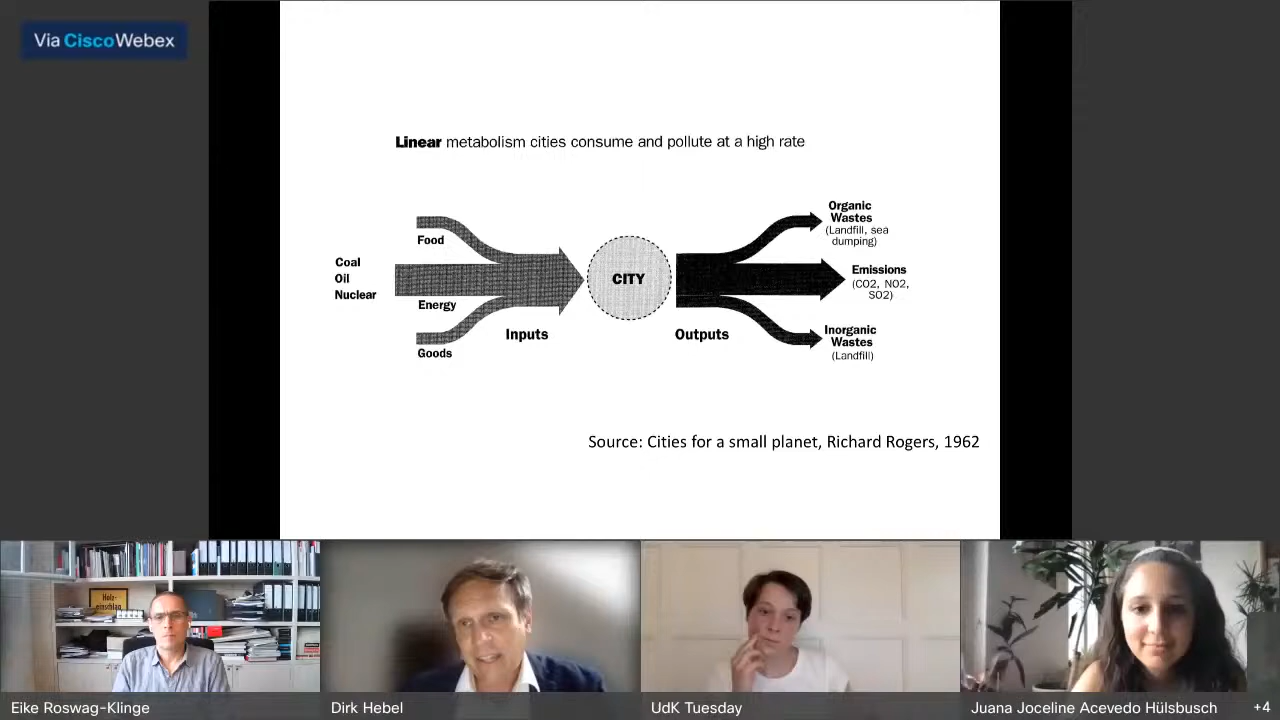 Via CiscoWebex
Linear metabolism cities consume and pollute at a high rate
Food
Coal
Oil
Nuclear
Energy
Goods
Inputs
CITY
Outputs
Organic
Wastes
(Landfill, sea
dumping)
Emissions
(CO2, NO2,
SO2)
Inorganic
Wastes
(Landfill)
Source: Cities for a small planet, Richard Rogers, 1962
Holz-
einschlag
Eike Roswag-Klinge
Dirk Hebel
UdK Tuesday
Juana Joceline Acevedo Hülsbusch
+4